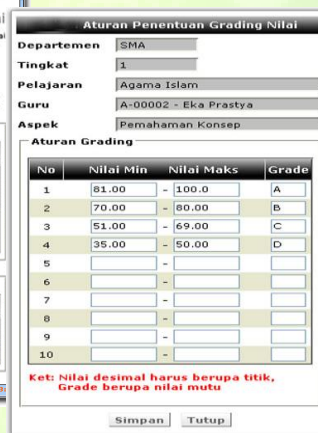 Aturan Penentuan Grading Nilai
Departemen SMA
Tingkat 1
Pelajaran Agama Islam
Guru A-00002 - Eka Prastya
Aspek Pemahaman Konsep
Aturan Grading
No Nilai Min Nilai Maks Grade
1 81.00 - 100.0 A
2 70.00 - 80.00 B
3 51.00 - 69.00 C
4 35.00 - 50.00 D
5 -
6 -
7 -
8 -
9 -
10 -
Ket: Nilai desimal harus berupa titik,
Grade berupa nilai mutu
Simpan Tutup